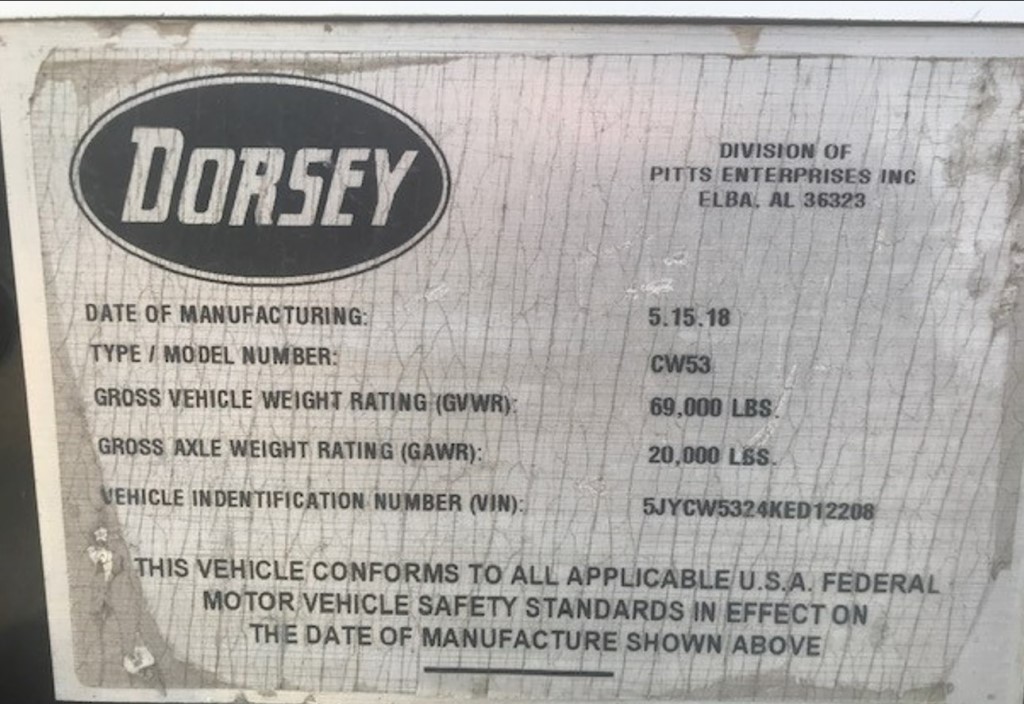 DORSEY
DIVISION OF
PITTS ENTERPRISES INC
ELBA, AL 36323
DATE OF MANUFACTURING: 5.15.18
TYPE / MODEL NUMBER: CW53
GROSS VEHICLE WEIGHT RATING (GVWR): 69,000 LBS.
GROSS AXLE WEIGHT RATING (GAWR): 20,000 LBS.
VEHICLE INDENTIFICATION NUMBER (VIN): 5JYCW5324KED12208
THIS VEHICLE CONFORMS TO ALL APPLICABLE U.S.A. FEDERAL
MOTOR VEHICLE SAFETY STANDARDS IN EFFECT ON
THE DATE OF MANUFACTURE SHOWN ABOVE